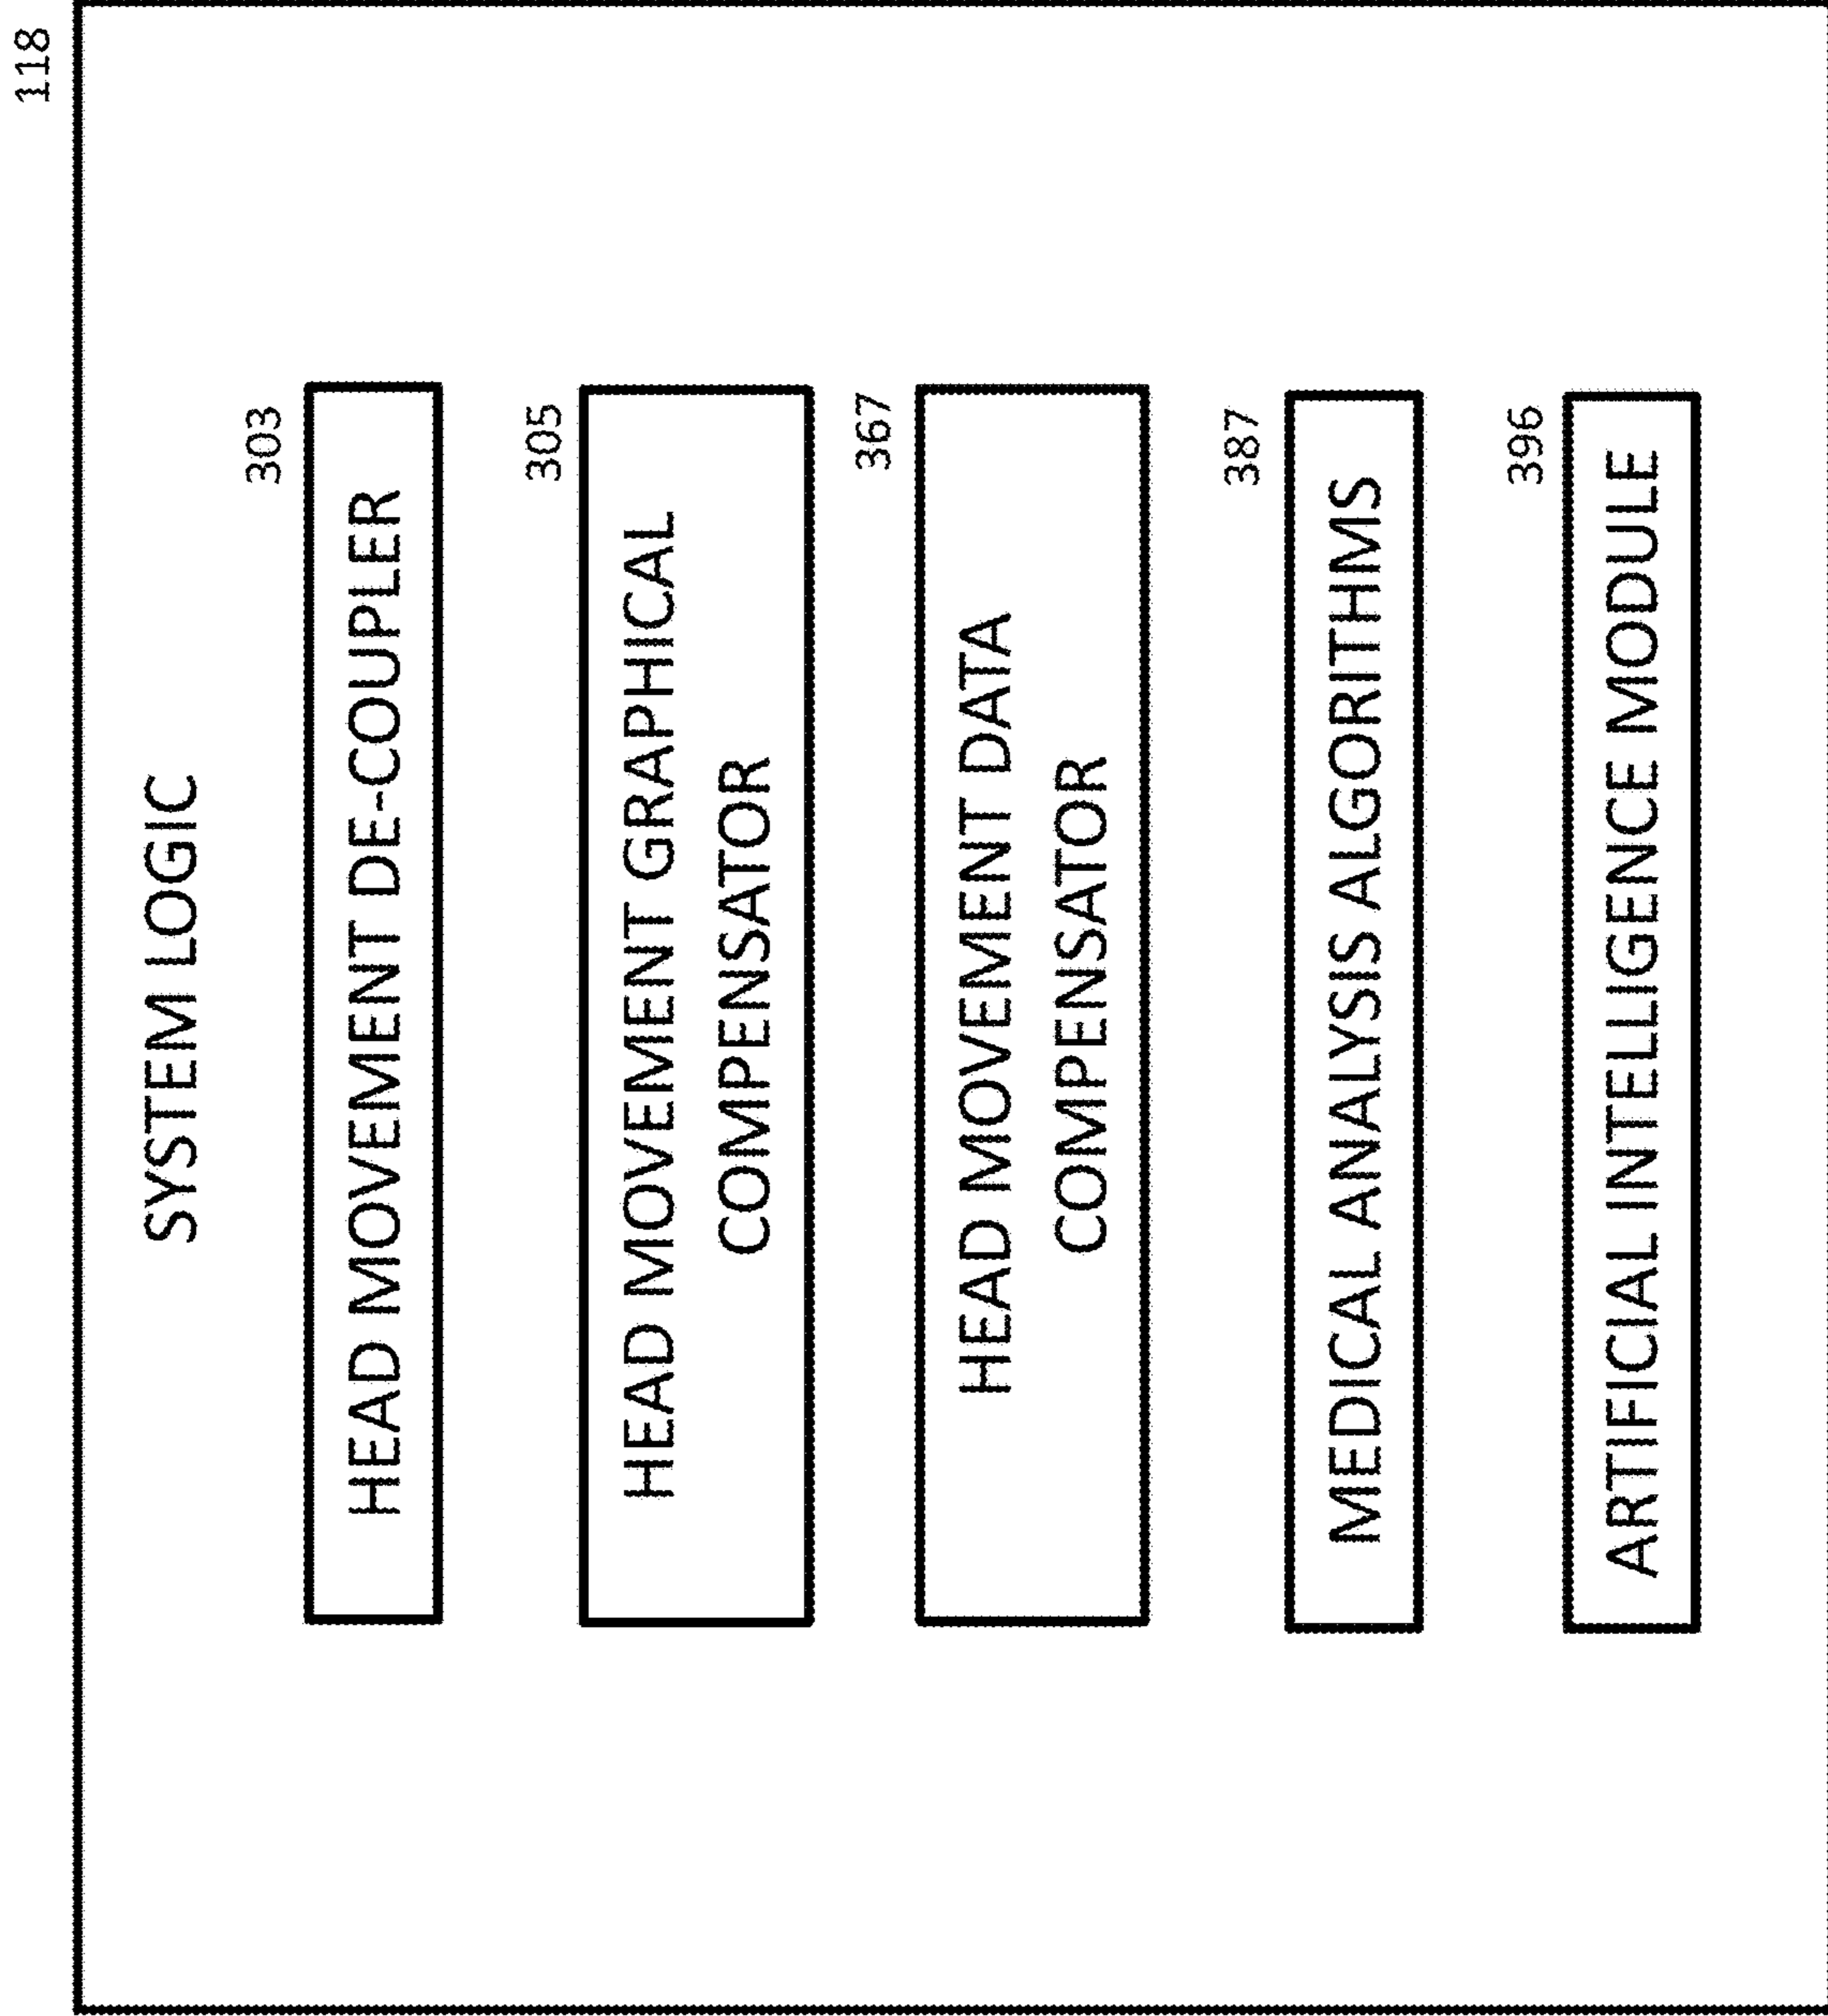 118
SYSTEM LOGIC
303
HEAD MOVEMENT DE-COUPLER
305
HEAD MOVEMENT GRAPHICAL
COMPENSATOR
367
HEAD MOVEMENT DATA
COMPENSATOR
387
MEDICAL ANALYSIS ALGORITHMS
396
ARTIFICIAL INTELLIGENCE MODULE